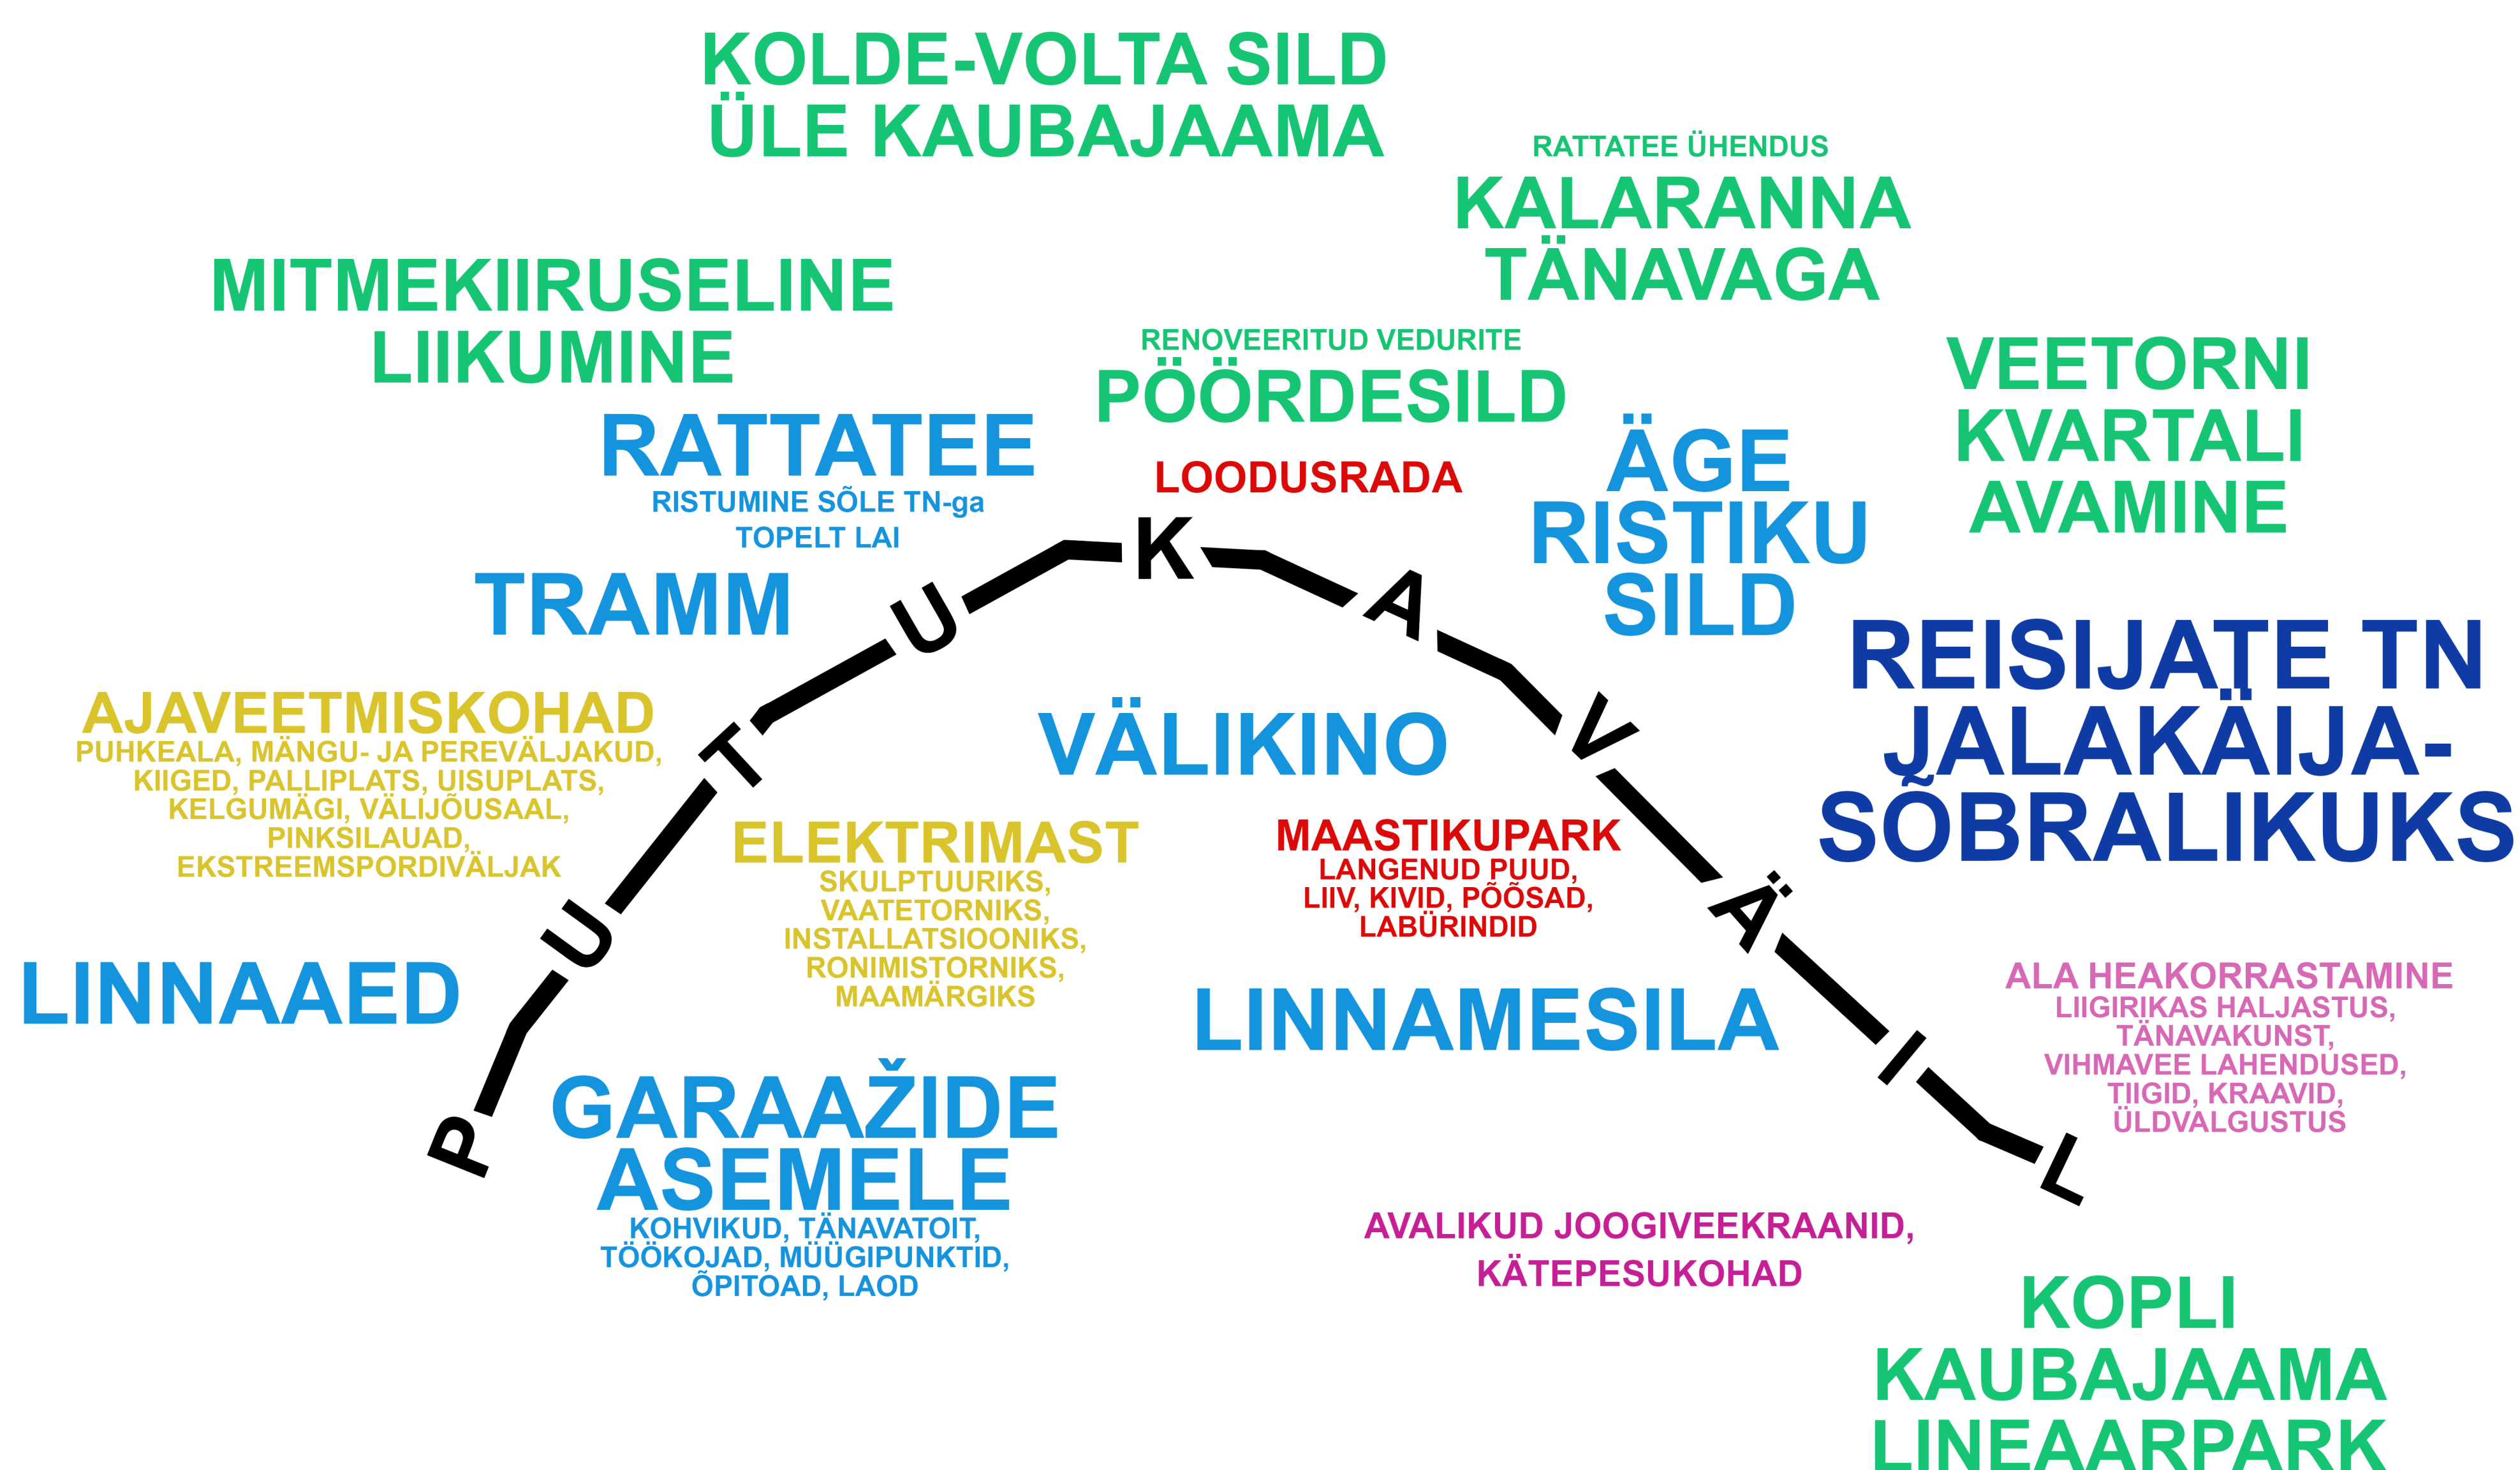 KOLDE-VOLTA SILD
ÜLE KAUBAJAAMA
RATTATEE ÜHENDUS
KALARANNA
TÄNAVAGA
MITMEKIIRUSELINE
LIIKUMINE
RENOVEERITUD VEDURITE
PÖÖRDESILD
VEETORNI
KVARTALI
AVAMINE
RATTATEE
RISTUMINE SÕLE TN-ga
TOPELT LAI
LOODUSRADA
ÄGE
RISTIKU
SILD
TRAMM
PUUTUKAVÄIL
REISIJATE TN
JALAKÄIJA-
SÕBRALIKUKS
AJAVEETMISKOHAD
PUHKEALA, MÄNGU- JA PEREVÄLJAKUD,
KIIGED, PALLIPLATS, UISUPLATS,
KELGUMÄGI, VÄLIJÕUSAAL,
PINKSILAUAD,
EKSTREEMSPORDIVÄLJAK
VÄLIKINO
ELEKTRIMAST
SKULPTUURIKS,
VAATETORNIKS,
INSTALLATSIOONIKS,
RONIMISTORNIKS,
MAAMÄRGIKS
MAASTIKUPARK
LANGENUD PUUD,
LIIV, KIVID, PÕÕSAD,
LABÜRINDID
LINNAAED
LINNAMESILA
ALA HEAKORRASTAMINE
LIIGIRIKAS HALJASTUS,
TÄNAVAKUNST,
VIHMAVEE LAHENDUSED,
TIIGID, KRAAVID,
ÜLDVALGUSTUS
GARAAŽIDE
ASEMELE
KOHVIKUD, TÄNAVATOIT,
TÖÖKOJAD, MÜÜGIPUNKTID,
ÕPITOAD, LAOD
AVALIKUD JOOGIVEEKRAANID,
KÄTEPESUKOHAD
KOPLI
KAUBAJAAMA
LINEAARPARK